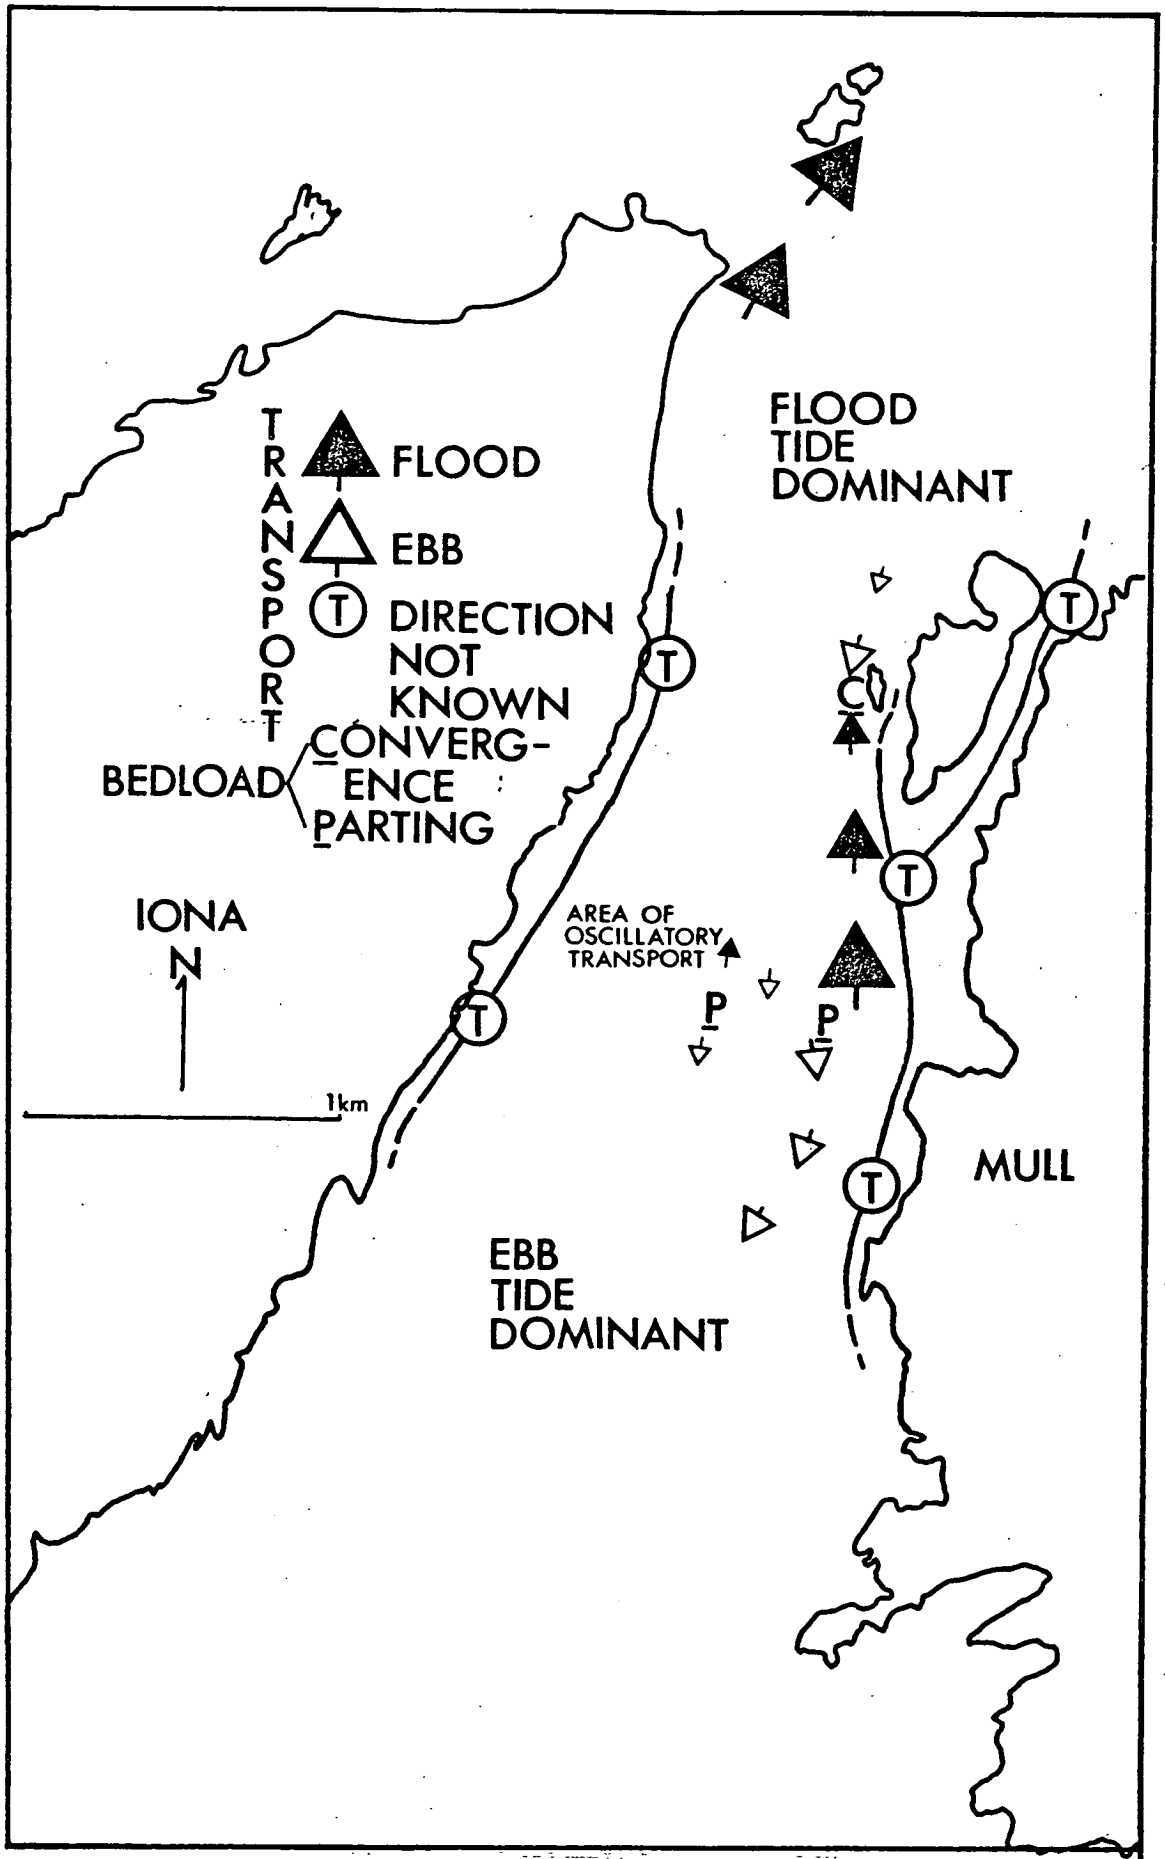 FLOOD
TIDE
DOMINANT
TRANSPORT
FLOOD
EBB
T
DIRECTION
NOT
KNOWN
BEDLOAD
CONVERG-
ENCE
PARTING
T
T
C
T
IONA
N
AREA OF
OSCILLATORY
TRANSPORT
P
P
T
1km
MULL
T
EBB
TIDE
DOMINANT